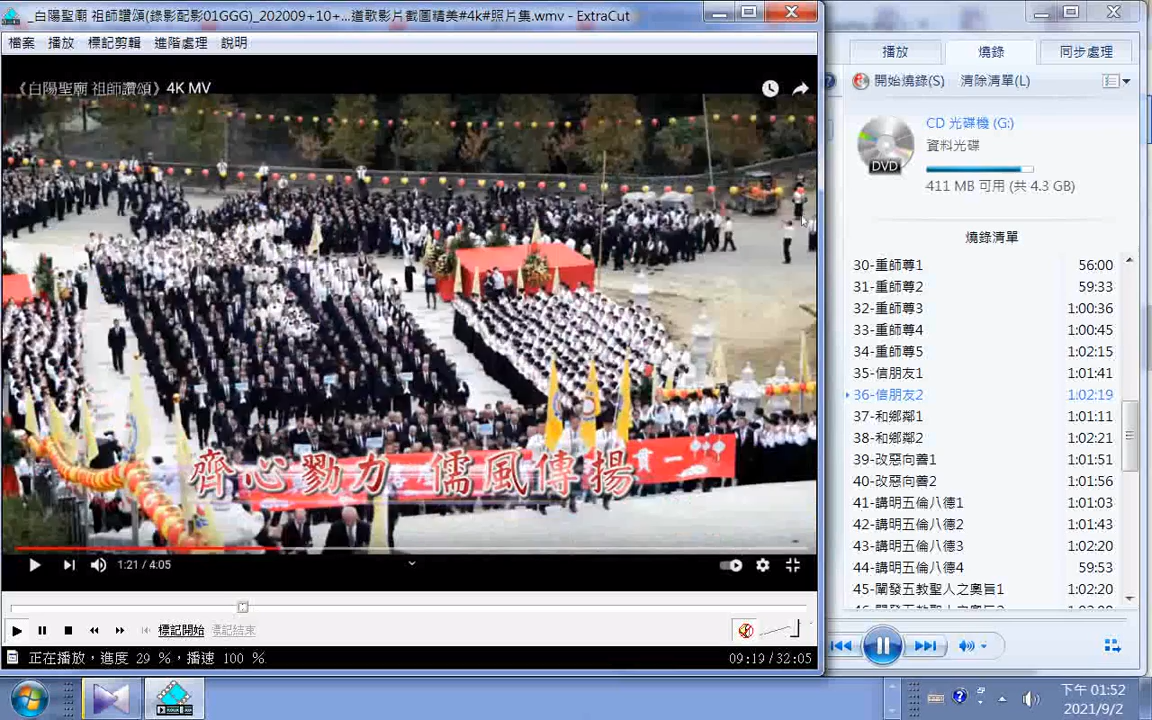 _白陽聖廟 祖師讚頌(錄影配影01GGG)_202009+10+...道歌影片截圖精美#4k#照片集.wmv - ExtraCut
檔案 播放 標記剪輯 進階處理 說明
《白陽聖廟 祖師讚頌》4K MV
貫一
齊心勠力 儒風傳揚
1:21 / 4:05
標記開始 標記結束
正在播放，進度 29 %，播速 100 %
09:19 / 32:05
播放 燒錄 同步處理
開始燒錄(S) 清除清單(L)
CD 光碟機 (G:)
資料光碟
DVD
411 MB 可用 (共 4.3 GB)
燒錄清單
30-重師尊1 56:00
31-重師尊2 59:33
32-重師尊3 1:00:36
33-重師尊4 1:00:45
34-重師尊5 1:02:15
35-信朋友1 1:01:41
36-信朋友2 1:02:19
37-和鄉鄰1 1:01:11
38-和鄉鄰2 1:02:21
39-改惡向善1 1:01:51
40-改惡向善2 1:01:56
41-講明五倫八德1 1:01:03
42-講明五倫八德2 1:01:43
43-講明五倫八德3 1:02:20
44-講明五倫八德4 59:53
45-闡發五教聖人之奧旨1 1:02:20
下午 01:52
2021/9/2